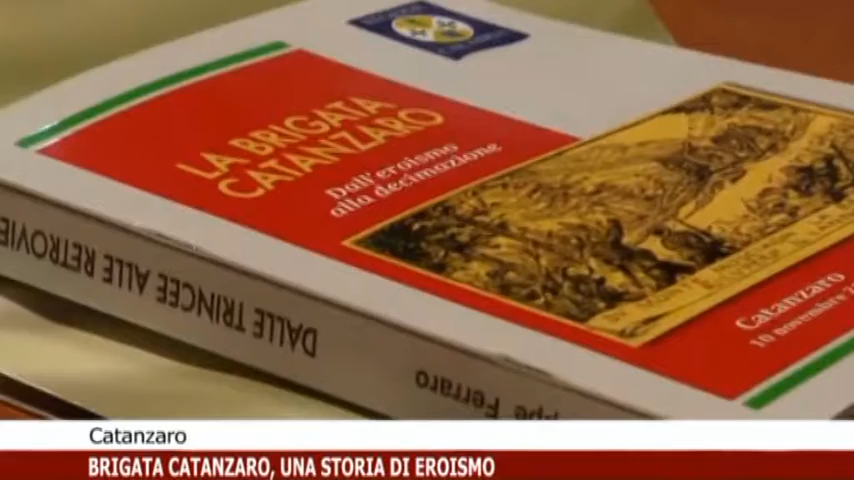 LA BRIGATA
CATANZARO
Dall'eroismo
alla decimazione
Catanzaro
10 novembre
DALLE TRINCEE ALLE RETROVIE
Ferraro
Catanzaro
BRIGATA CATANZARO, UNA STORIA DI EROISMO